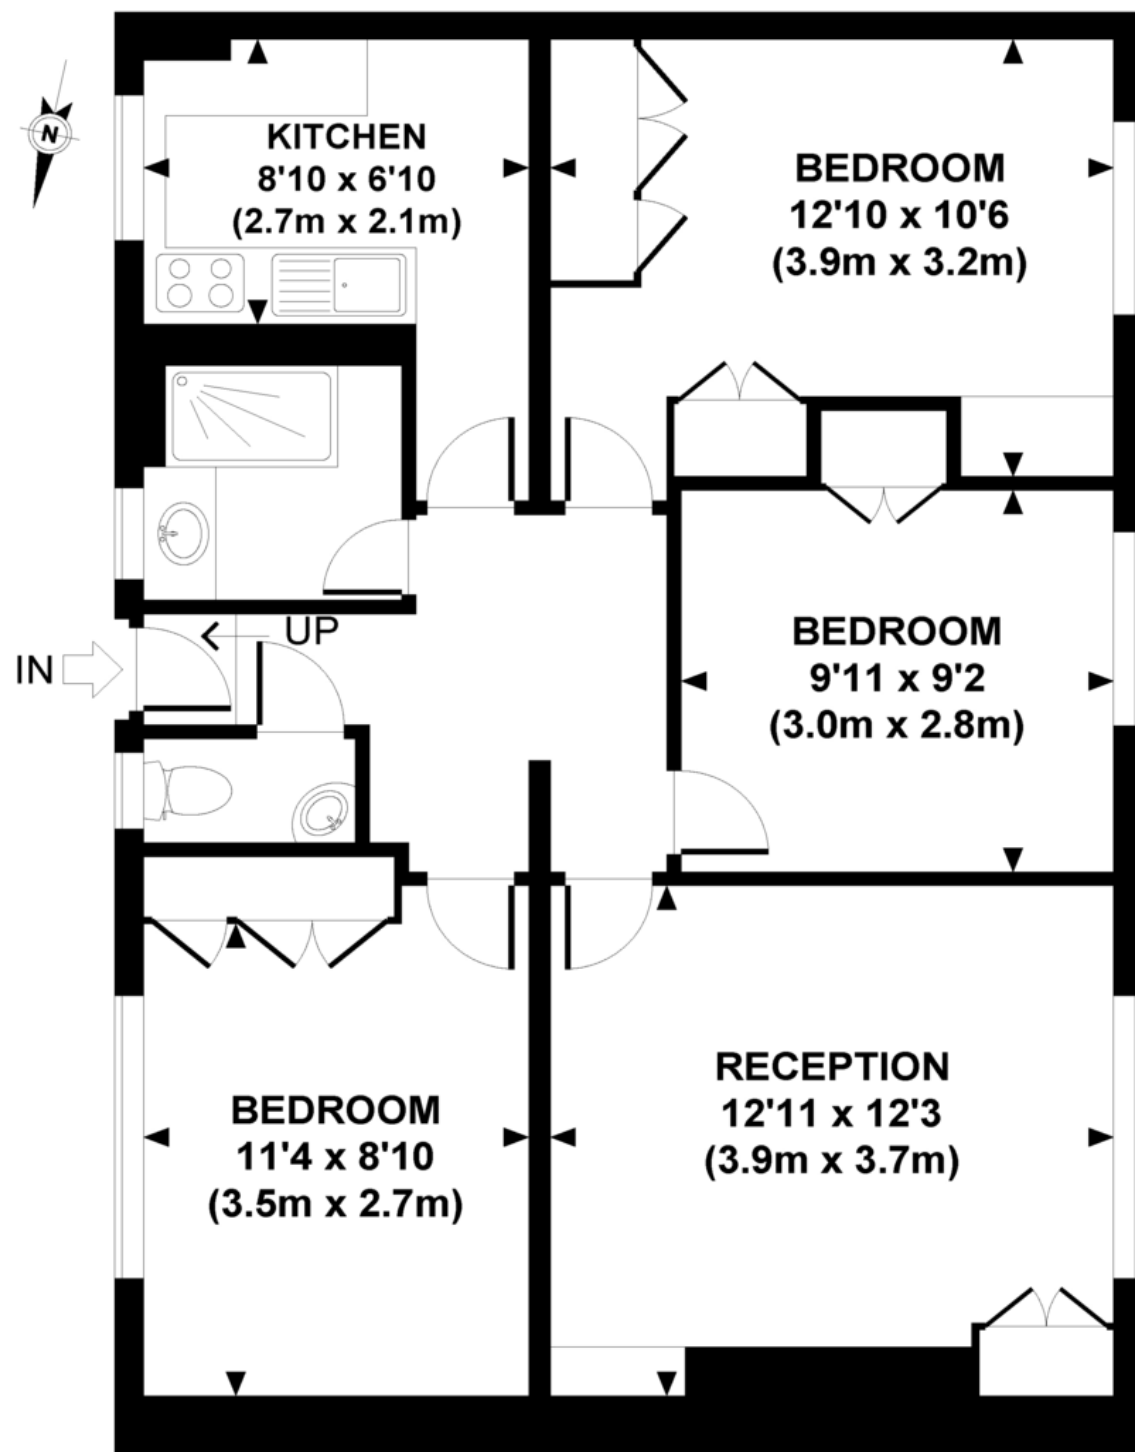 N
KITCHEN
8'10 x 6'10
(2.7m x 2.1m)
BEDROOM
12'10 x 10'6
(3.9m x 3.2m)
UP
IN
BEDROOM
9'11 x 9'2
(3.0m x 2.8m)
BEDROOM
11'4 x 8'10
(3.5m x 2.7m)
RECEPTION
12'11 x 12'3
(3.9m x 3.7m)